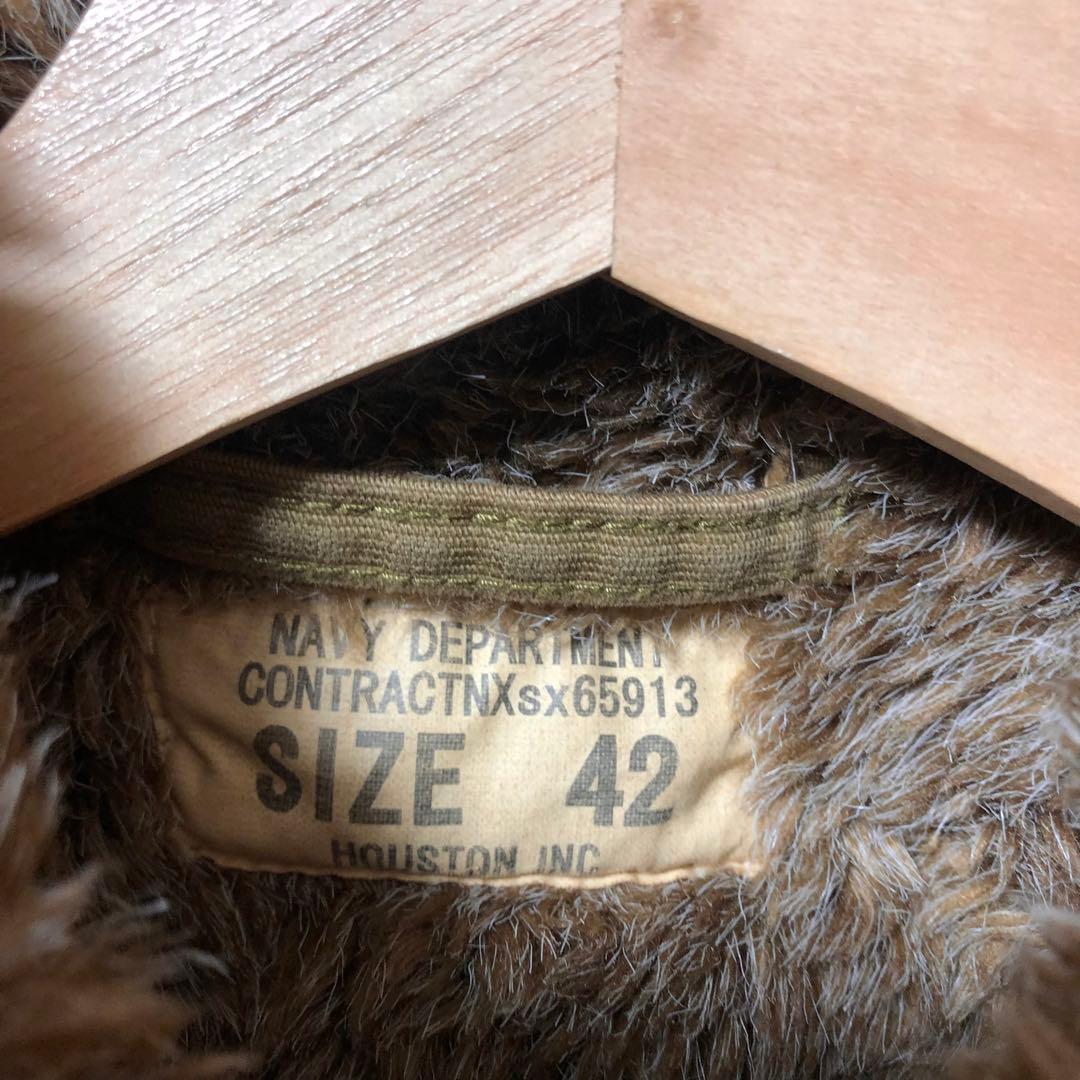 NAVY DEPARTMENT
CONTRACTNXsx65913
SIZE 42
HOUSTON INC